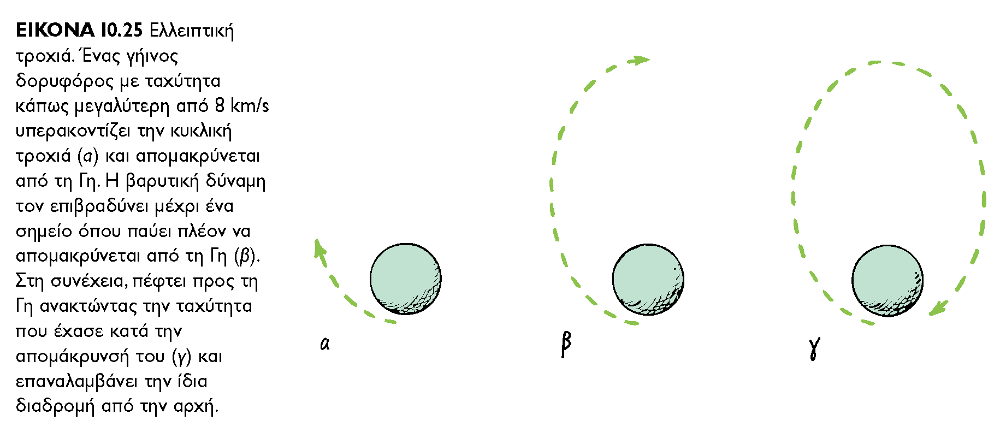 ΕΙΚΟΝΑ 10.25 Ελλειπτική
τροχιά. Ένας γήινος
δορυφόρος με ταχύτητα
κάπως μεγαλύτερη από 8 km/s
υπερακοντίζει την κυκλική
τροχιά (α) και απομακρύνεται
από τη Γη. Η βαρυτική δύναμη
τον επιβραδύνει μέχρι ένα
σημείο όπου παύει πλέον να
απομακρύνεται από τη Γη (β).
Στη συνέχεια, πέφτει προς τη
Γη ανακτώντας την ταχύτητα
που έχασε κατά την
απομάκρυνσή του (γ) και
επαναλαμβάνει την ίδια
διαδρομή από την αρχή.
α
β
γ